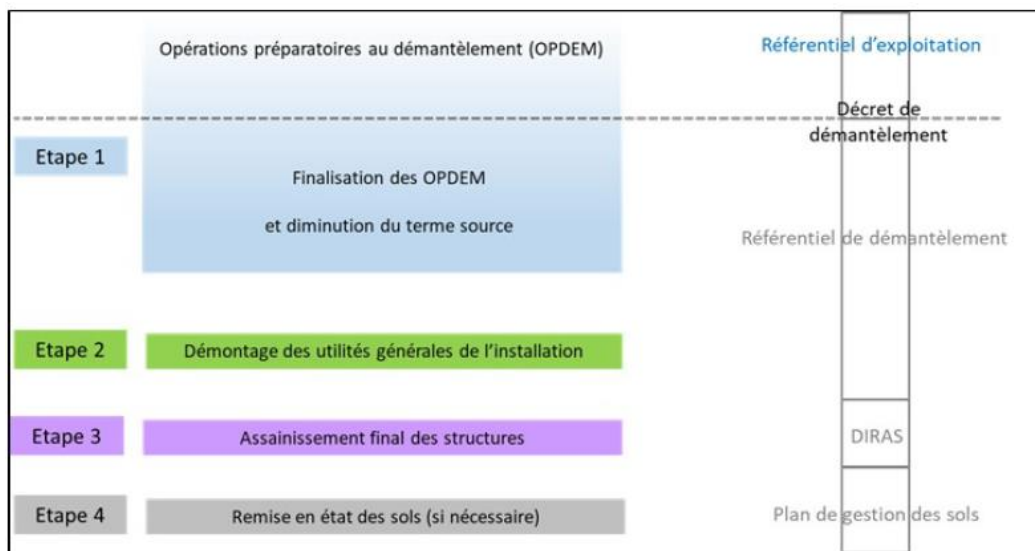 Opérations préparatoires au démantèlement (OPDEM)
Référentiel d'exploitation
Décret de
démantèlement
Etape 1
Finalisation des OPDEM
et diminution du terme source
Référentiel de démantèlement
Etape 2
Démontage des utilités générales de l'installation
Etape 3
Assainissement final des structures
DIRAS
Etape 4
Remise en état des sols (si nécessaire)
Plan de gestion des sols